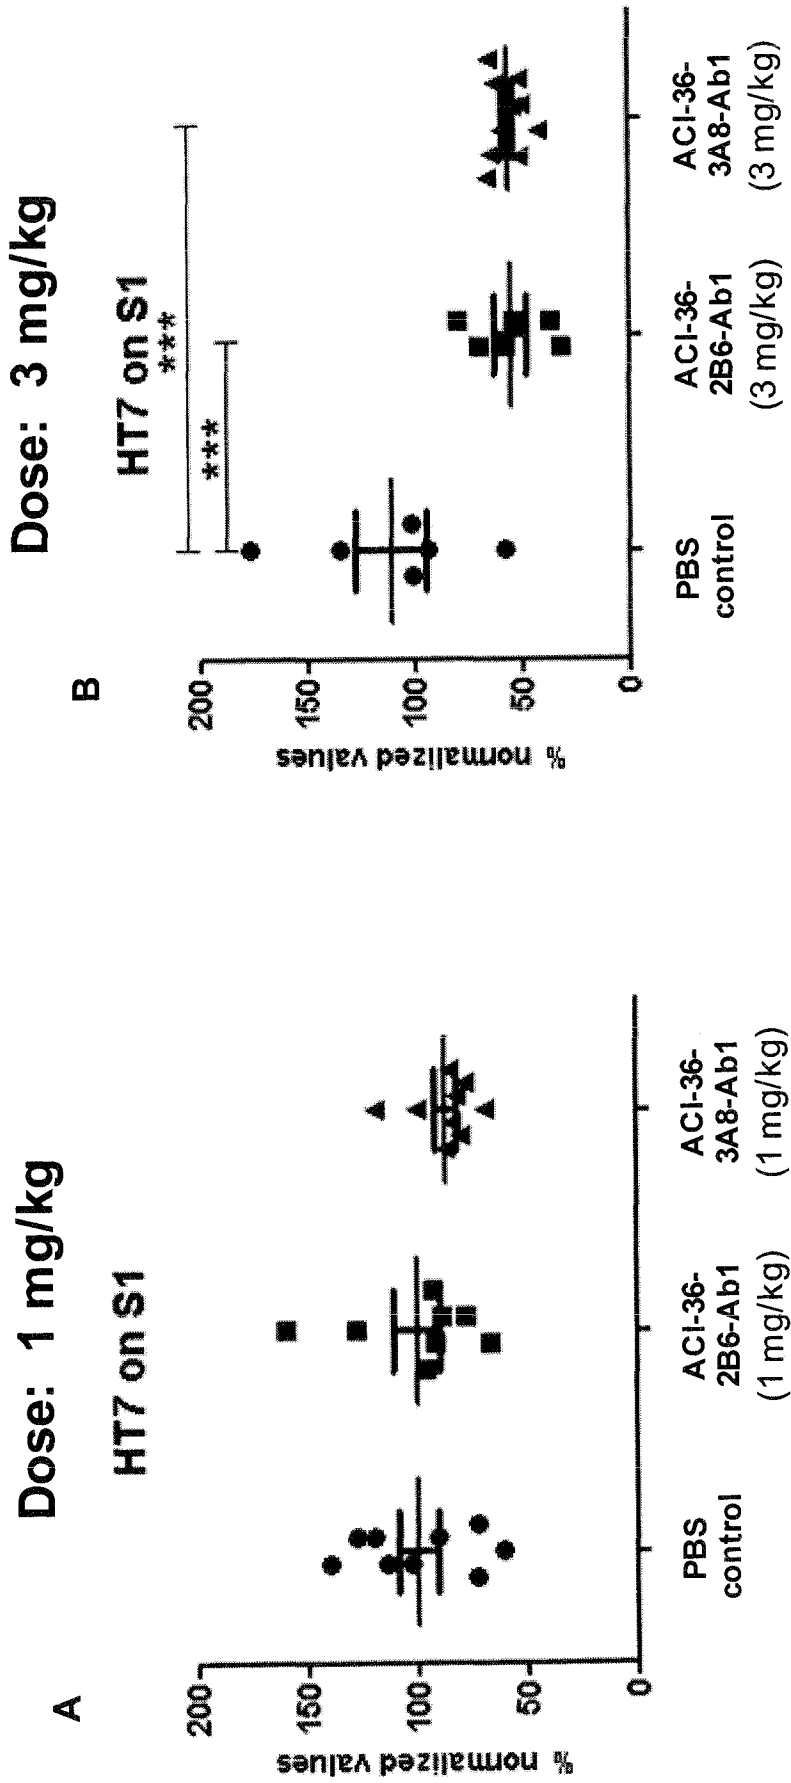 A
Dose: 1 mg/kg
HT7 on S1
% normalized values
200
150
100
50
0
PBS
control
ACI-36-
2B6-Ab1
(1 mg/kg)
ACI-36-
3A8-Ab1
(1 mg/kg)
B
Dose: 3 mg/kg
HT7 on S1
***
***
% normalized values
200
150
100
50
0
PBS
control
ACI-36-
2B6-Ab1
(3 mg/kg)
ACI-36-
3A8-Ab1
(3 mg/kg)